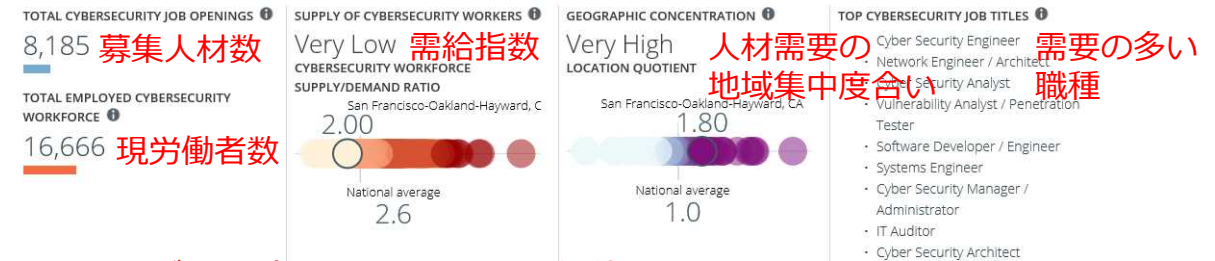 TOTAL CYBERSECURITY JOB OPENINGS
8,185 募集人材数
TOTAL EMPLOYED CYBERSECURITY
WORKFORCE
16,666 現労働者数
SUPPLY OF CYBERSECURITY WORKERS
Very Low 需給指数
CYBERSECURITY WORKFORCE
SUPPLY/DEMAND RATIO
San Francisco-Oakland-Hayward, C
2.00
National average
2.6
GEOGRAPHIC CONCENTRATION
Very High 人材需要の
地域集中度合い
LOCATION QUOTIENT
San Francisco-Oakland-Hayward, CA
1.80
National average
1.0
TOP CYBERSECURITY JOB TITLES
需要の多い
職種
Cyber Security Engineer
・ Network Engineer / Architect
・ Cyber Security Analyst
・ Vulnerability Analyst / Penetration
Tester
・ Software Developer / Engineer
・ Systems Engineer
・ Cyber Security Manager /
Administrator
・ IT Auditor
・ Cyber Security Architect